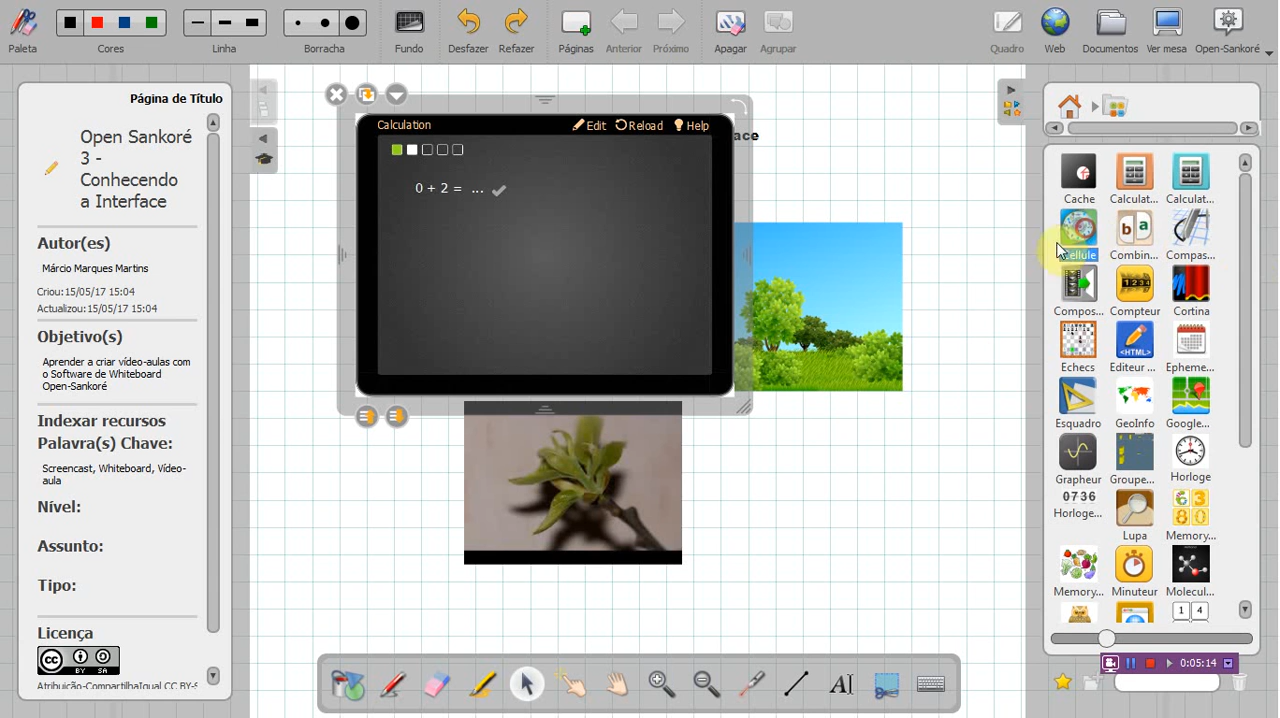 Paleta
Cores
Linha
Borracha
Fundo
Desfazer
Refazer
Páginas
Anterior
Próximo
Apagar
Agrupar
Quadro
Web
Documentos
Ver mesa
Open-Sankoré
Página de Título
Open Sankoré
3 -
Conhecendo
a Interface
Autor(es)
Márcio Marques Martins
Criou:15/05/17 15:04
Actualizou:15/05/17 15:04
Objetivo(s)
Aprender a criar vídeo-aulas com
o Software de Whiteboard
Open-Sankoré
Indexar recursos
Palavra(s) Chave:
Screencast, Whiteboard, Vídeo-
aula
Nível:
Assunto:
Tipo:
Licença
cc
BY SA
Atribuição-CompartilhaIgual CC BY-S
Calculation
Edit
Reload
Help
0 + 2 = ...
ace
Cache
Calculat...
Calculat...
Cellule
Combin...
Compas...
Compos...
Compteur
Cortina
Echecs
Editeur ...
Epheme...
Esquadro
GeoInfo
Google...
Grapheur
Groupe...
Horloge
Horloge...
Lupa
Memory...
Memory...
Minuteur
Molecul...
0:05:14